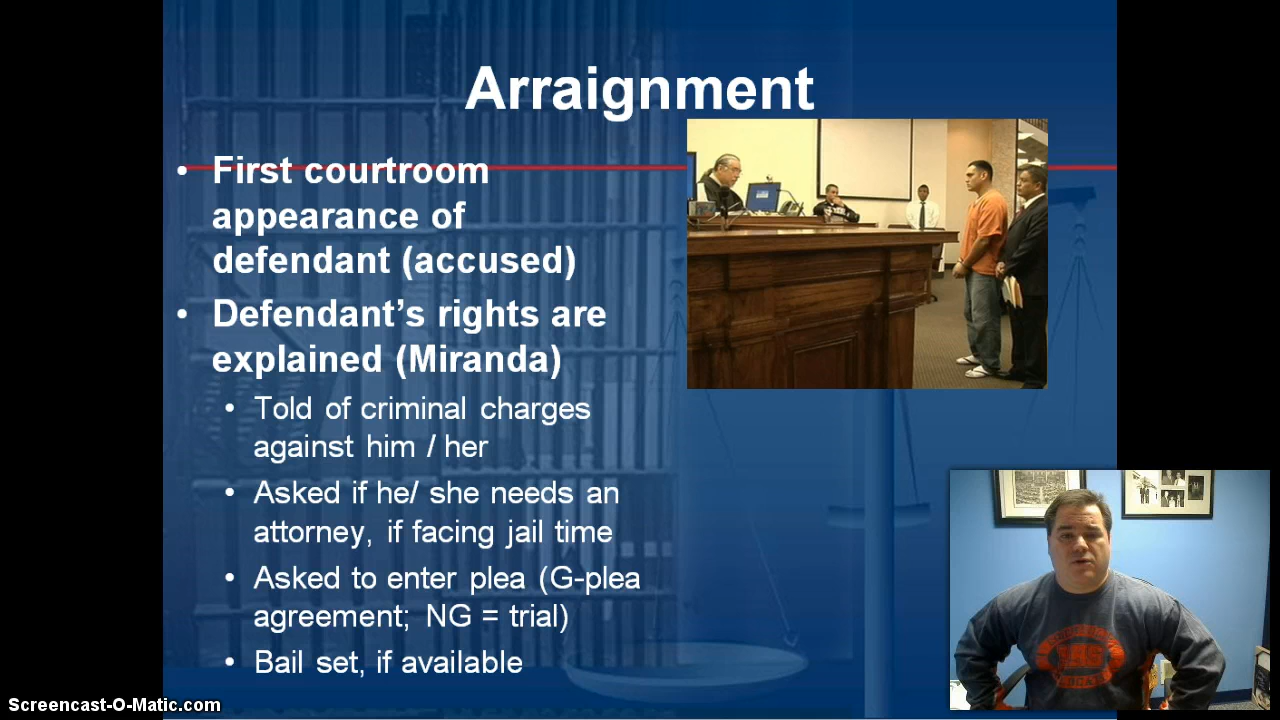 Arraignment
• First courtroom
appearance of
defendant (accused)
• Defendant’s rights are
explained (Miranda)
• Told of criminal charges
against him / her
• Asked if he/ she needs an
attorney, if facing jail time
• Asked to enter plea (G-plea
agreement; NG = trial)
• Bail set, if available
Screencast-O-Matic.com